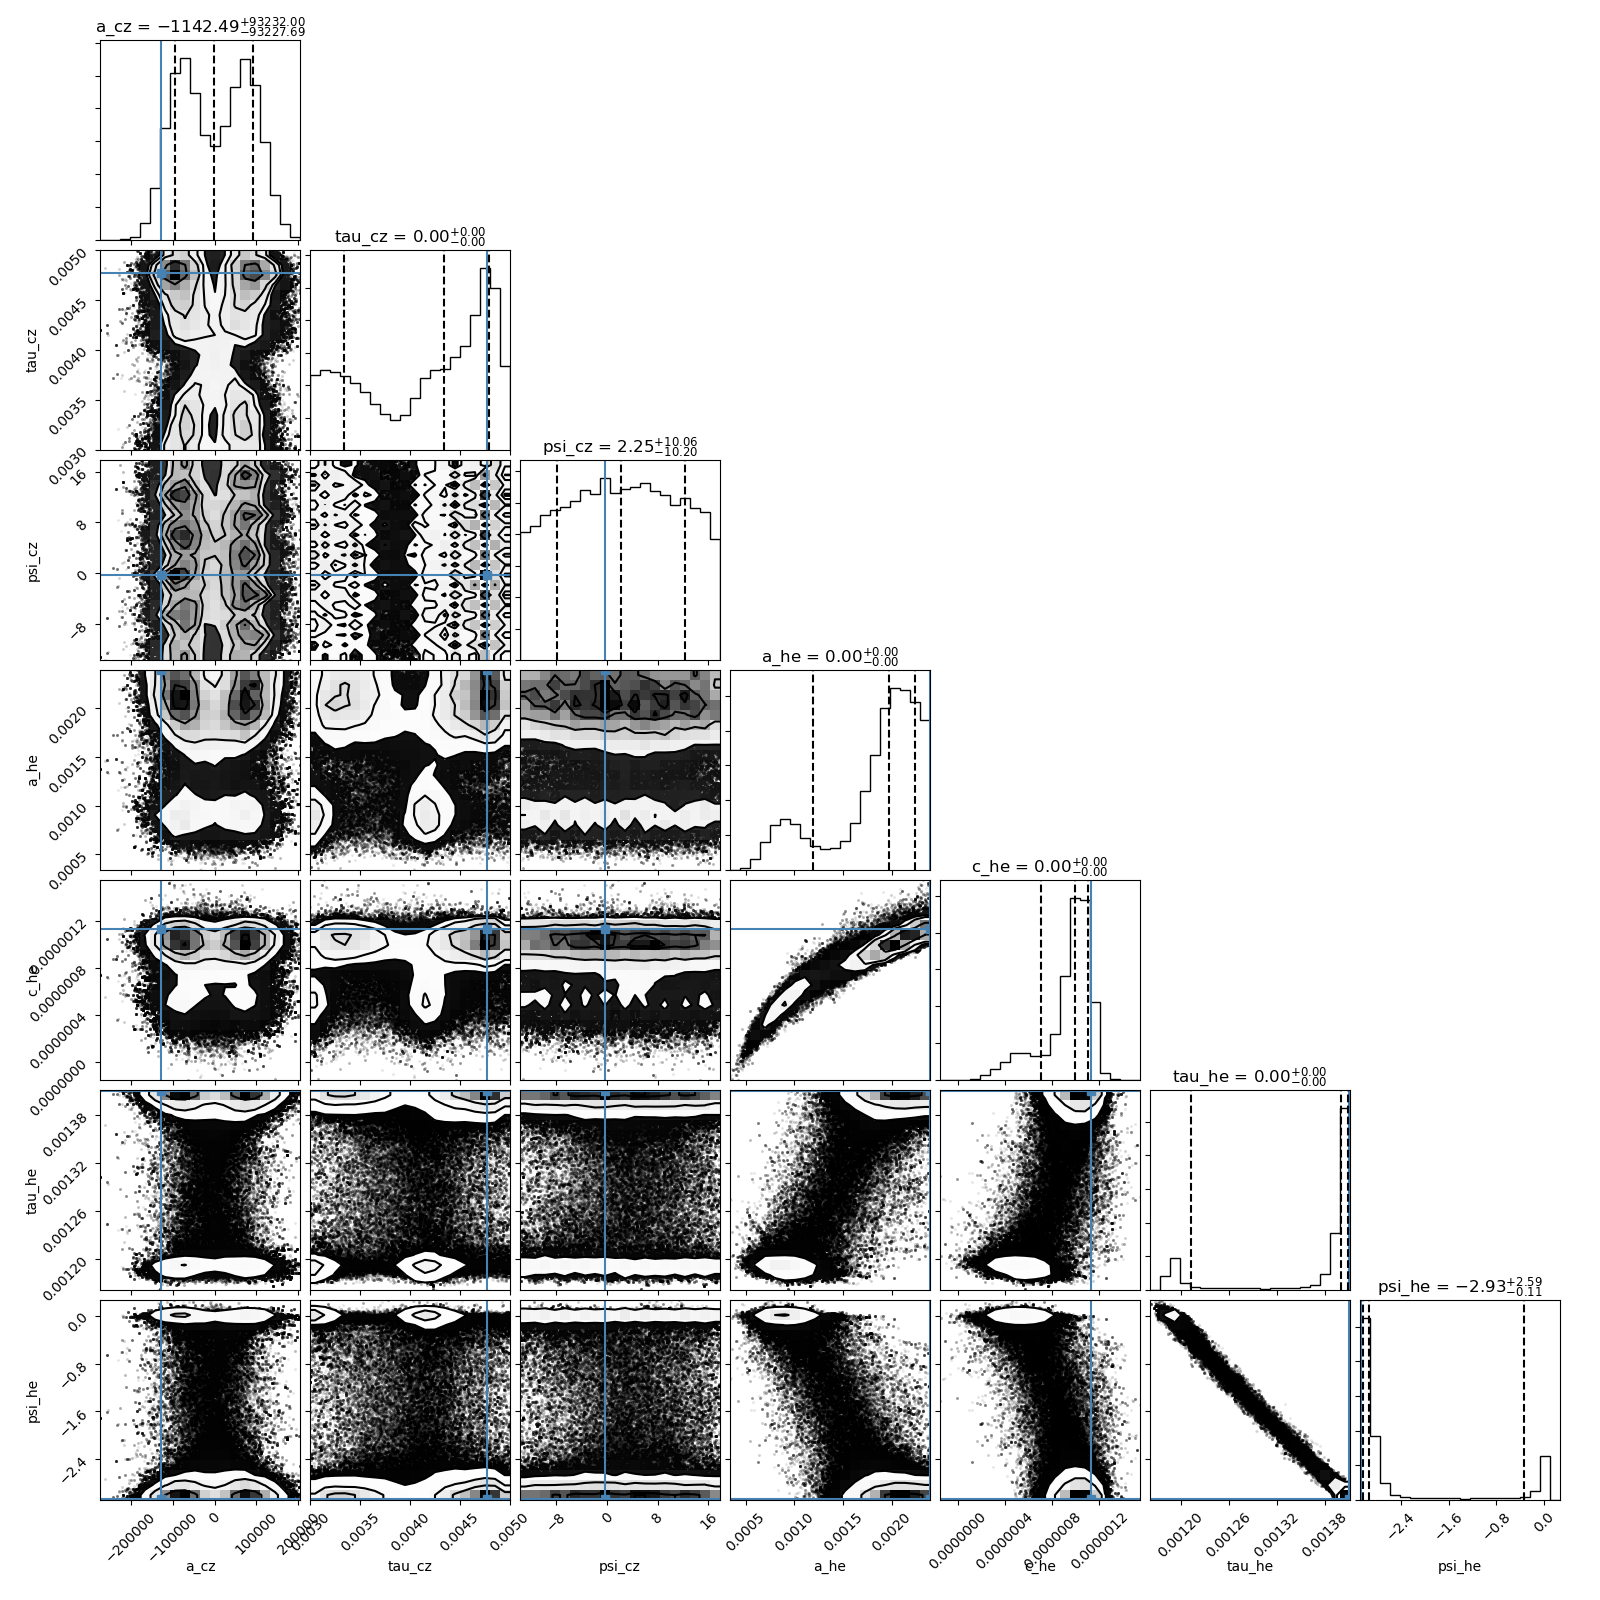 a_cz = −1142.49+93232.00 −93227.69
tau_cz = 0.00+0.00 −0.00
0.0050
0.0045
0.0040
0.0035
0.0030
tau_cz
psi_cz = 2.25+10.06 −10.20
16
8
0
−8
psi_cz
a_he = 0.00+0.00 −0.00
0.0020
0.0015
0.0010
0.0005
a_he
c_he = 0.00+0.00 −0.00
0.0000012
0.0000008
0.0000004
0.0000000
c_he
tau_he = 0.00+0.00 −0.00
0.00138
0.00132
0.00126
0.00120
tau_he
psi_he = −2.93+2.59 −0.11
0.0
−0.8
−1.6
−2.4
psi_he
−200000 −100000 0 100000 200000
0.0030 0.0035 0.0040 0.0045 0.0050
−8 0 8 16
0.0005 0.0010 0.0015 0.0020
0.0000000 0.0000004 0.0000008 0.0000012
0.00120 0.00126 0.00132 0.00138
−2.4 −1.6 −0.8 0.0
a_cz tau_cz psi_cz a_he c_he tau_he psi_he